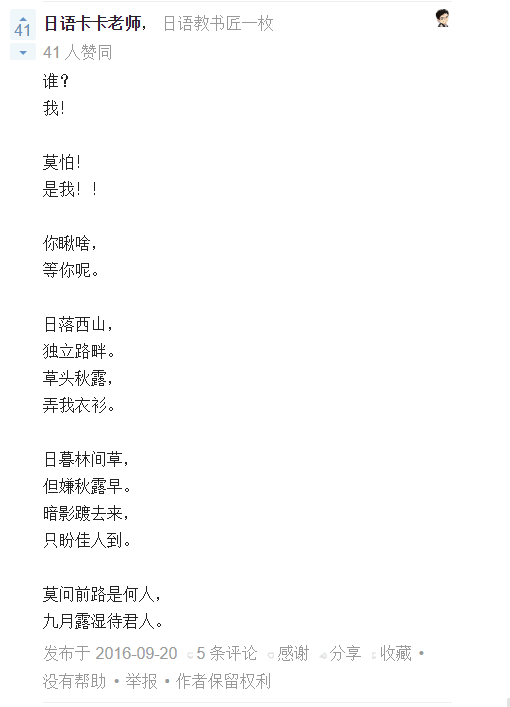 41
日语卡卡老师， 日语教书匠一枚
41 人赞同
谁？
我！
莫怕！
是我！！
你瞅啥，
等你呢。
日落西山，
独立路畔。
草头秋露，
弄我衣衫。
日暮林间草，
但嫌秋露早。
暗影踱去来，
只盼佳人到。
莫问前路是何人，
九月露湿待君人。
发布于 2016-09-20 5 条评论 感谢 分享 收藏 •
没有帮助 • 举报 • 作者保留权利